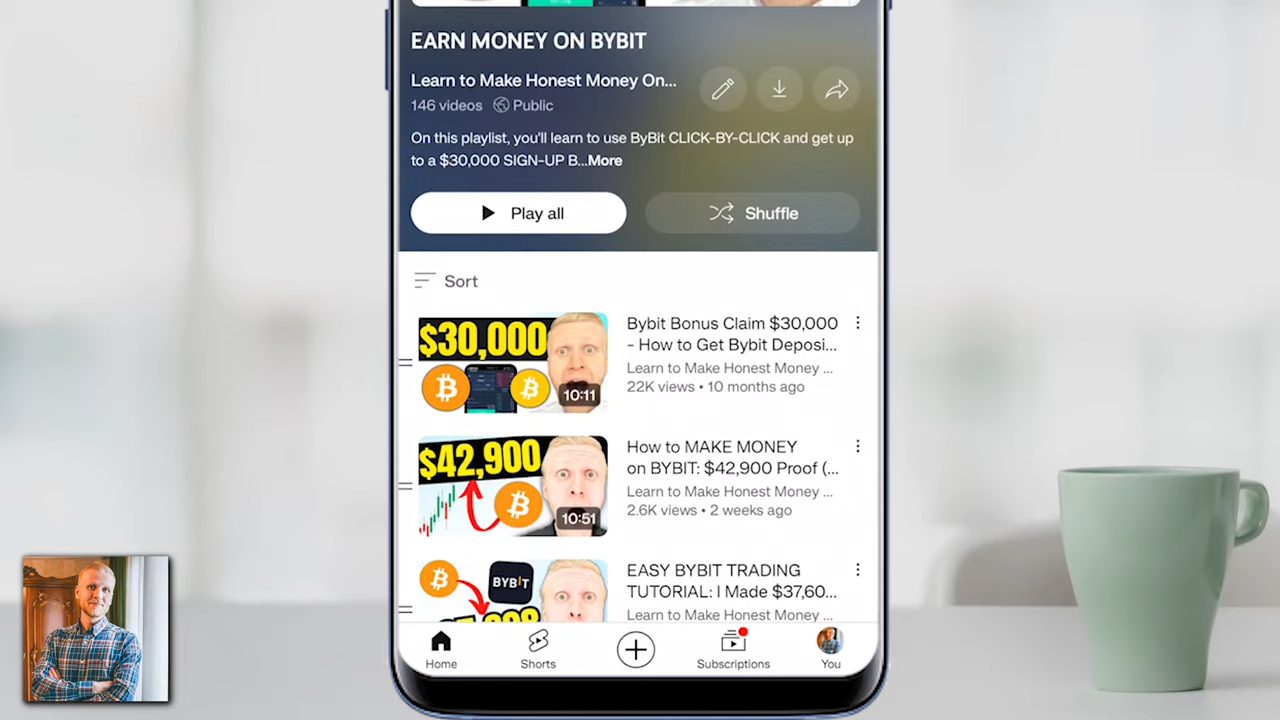 EARN MONEY ON BYBIT
Learn to Make Honest Money On...
146 videos Public
On this playlist, you'll learn to use ByBit CLICK-BY-CLICK and get up
to a $30,000 SIGN-UP B...More
Play all
Shuffle
Sort
$30,000
10:11
Bybit Bonus Claim $30,000
- How to Get Bybit Deposi...
Learn to Make Honest Money ...
22K views • 10 months ago
$42,900
10:51
How to MAKE MONEY
on BYBIT: $42,900 Proof (...
Learn to Make Honest Money ...
2.6K views • 2 weeks ago
BYBIT
EASY BYBIT TRADING
TUTORIAL: I Made $37,60...
Learn to Make Honest Money ...
Home
Shorts
Subscriptions
You